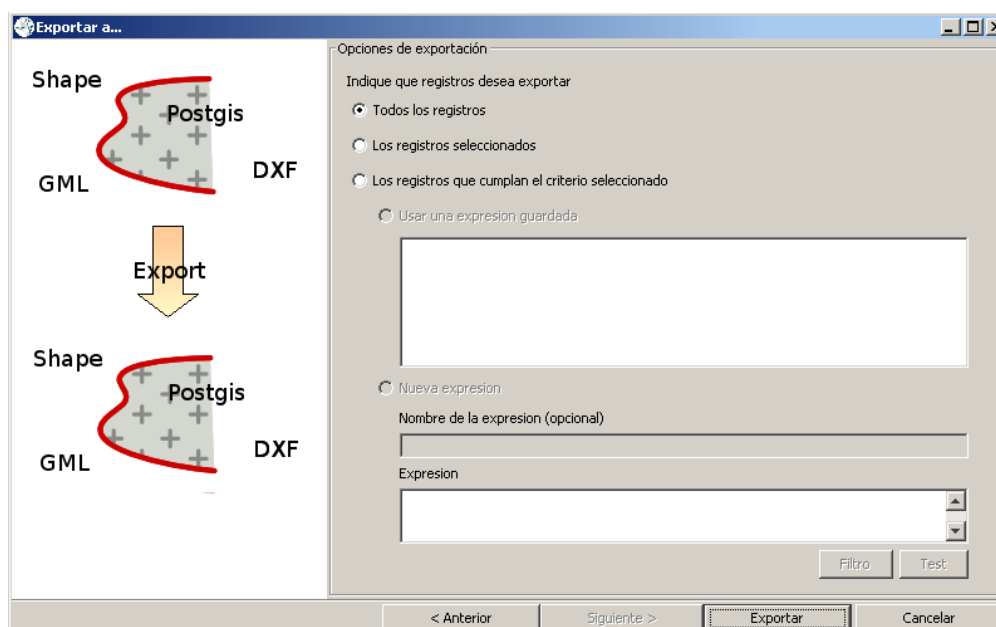 Exportar a...
Shape
Postgis
GML
DXF
Export
Shape
Postgis
GML
DXF
Opciones de exportación
Indique que registros desea exportar
Todos los registros
Los registros seleccionados
Los registros que cumplan el criterio seleccionado
Usar una expresion guardada
Nueva expresion
Nombre de la expresion (opcional)
Expresion
Filtro
Test
< Anterior
Siguiente >
Exportar
Cancelar